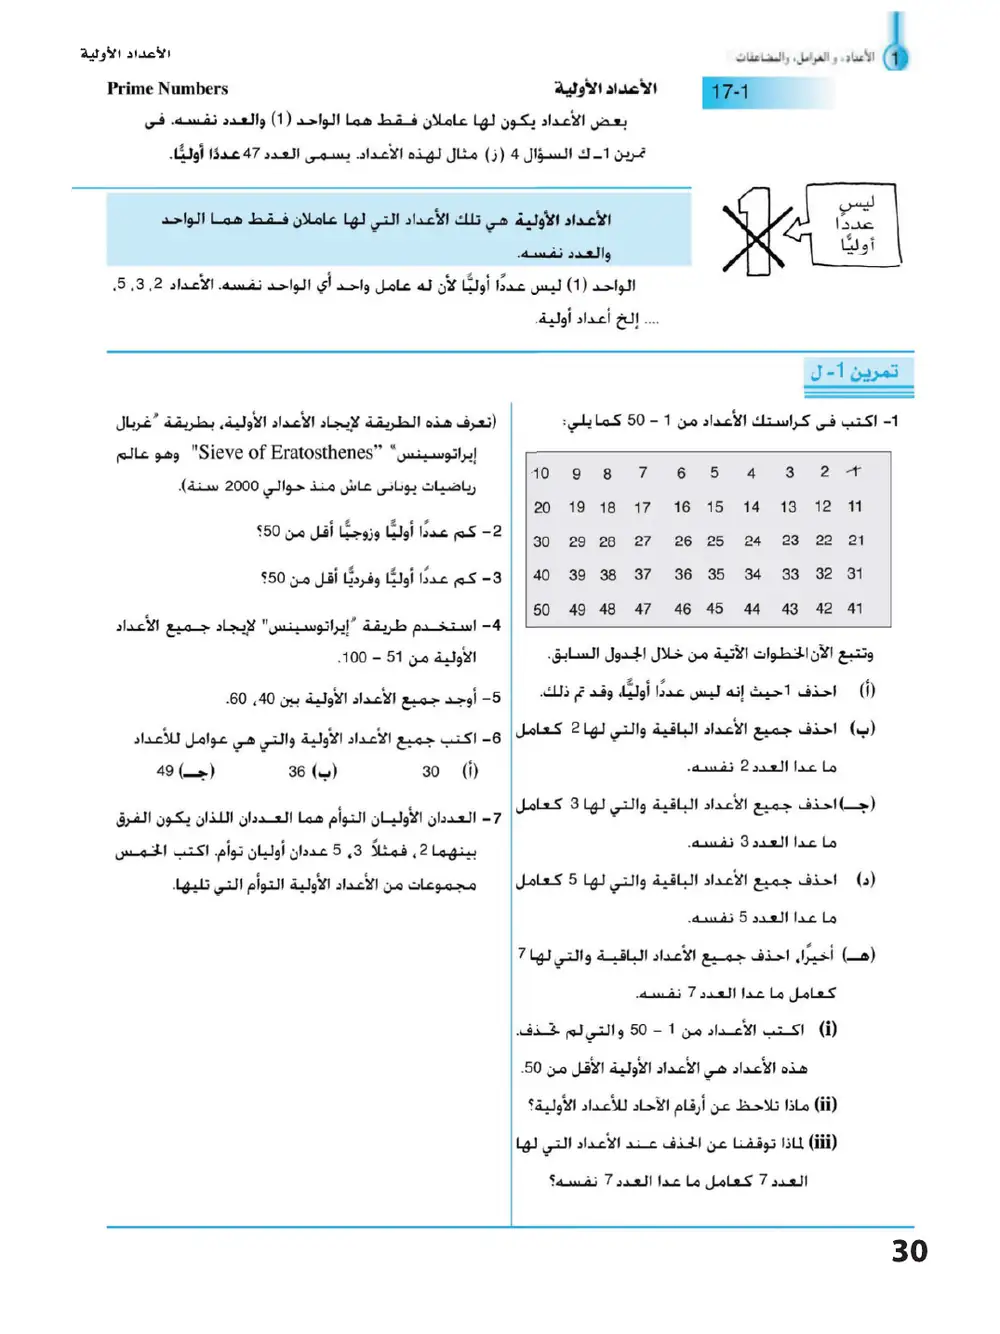 الأعداد الأولية
1 الأعداد، و العوامل، والمضاعفات
17-1
الأعداد الأولية Prime Numbers
بعض الأعداد يكون لها عاملان فقط هما الواحد (1) والعدد نفسه. فى
تمرين 1ـ ك السؤال 4 (ز) مثال لهذه الأعداد. يسمى العدد 47 عددًا أوليًّا.
الأعداد الأولية هي تلك الأعداد التي لها عاملان فقط همـا الواحد
والعدد نفسه.
ليس
عددًا
أوليًّا
1
الواحد (1) ليس عددًا أوليًّا لأن له عامل واحد أي الواحد نفسه. الأعداد 2، 3، 5،
.... إلخ أعداد أولية.
تمرين 1- ل
1- اكتب فى كراستك الأعداد من 1 - 50 كما يلي:
1 2 3 4 5 6 7 8 9 10
11 12 13 14 15 16 17 18 19 20
21 22 23 24 25 26 27 28 29 30
31 32 33 34 35 36 37 38 39 40
41 42 43 44 45 46 47 48 49 50
وتتبع الآن الخطوات الآتية من خلال الجدول السابق.
(أ) احذف 1حيث إنه ليس عددًا أوليًّا، وقد تم ذلك.
(ب) احذف جميع الأعداد الباقية والتي لها 2 كعامل
ما عدا العدد 2 نفسه.
(جـ) احذف جميع الأعداد الباقية والتي لها 3 كعامل
ما عدا العدد 3 نفسه.
(د) احذف جميع الأعداد الباقية والتي لها 5 كعامل
ما عدا العدد 5 نفسه.
(هـ) أخيرًا، احذف جميع الأعداد الباقية والتي لها 7
كعامل ما عدا العدد 7 نفسه.
(i) اكتب الأعداد من 1 - 50 والتي لم تحذف.
هذه الأعداد هي الأعداد الأولية الأقل من 50.
(ii) ماذا تلاحظ عن أرقام الآحاد للأعداد الأولية؟
(iii) لماذا توقفنا عن الحذف عند الأعداد التي لها
العدد 7 كعامل ما عدا العدد 7 نفسه؟
(تعرف هذه الطريقة لإيجاد الأعداد الأولية، بطريقة "غربال
إيراتوسينس" "Sieve of Eratosthenes" وهو عالم
رياضيات يونانى عاش منذ حوالي 2000 سنة).
2- كم عددًا أوليًّا وزوجيًّا أقل من 50؟
3- كم عددًا أوليًّا وفرديًّا أقل من 50؟
4- استخدم طريقة "إيراتوسينس" لإيجاد جميع الأعداد
الأولية من 51 - 100.
5- أوجد جميع الأعداد الأولية بين 40، 60.
6- اكتب جميع الأعداد الأولية والتي هي عوامل للأعداد
(أ) 30 (ب) 36 (جـ) 49
7- العددان الأوليان التوأم هما العددان اللذان يكون الفرق
بينهما 2، فمثلاً 3، 5 عددان أوليان توأم. اكتب الخمس
مجموعات من الأعداد الأولية التوأم التي تليها.
30